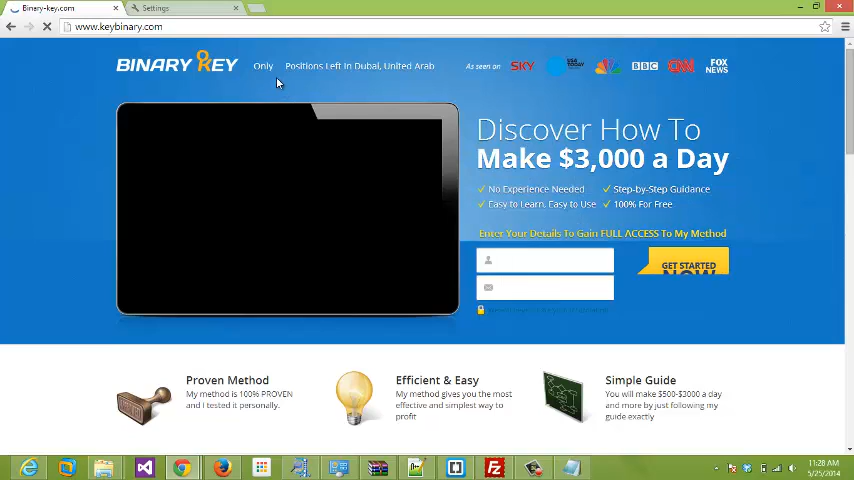 Binary-key.com
Settings
www.keybinary.com
BINARY KEY
Only Positions Left In Dubai, United Arab
As seen on
SKY
USA TODAY
BBC
CNN
FOX NEWS
Discover How To
Make $3,000 a Day
No Experience Needed
Step-by-Step Guidance
Easy to Learn, Easy to Use
100% For Free
Enter Your Details To Gain FULL ACCESS To My Method
GET STARTED
NOW
Proven Method
My method is 100% PROVEN
and I tested it personally.
Efficient & Easy
My method gives you the most
effective and simplest way to
profit
Simple Guide
You will make $500-$3000 a day
and more by just following my
guide exactly
11:28 AM
5/25/2014